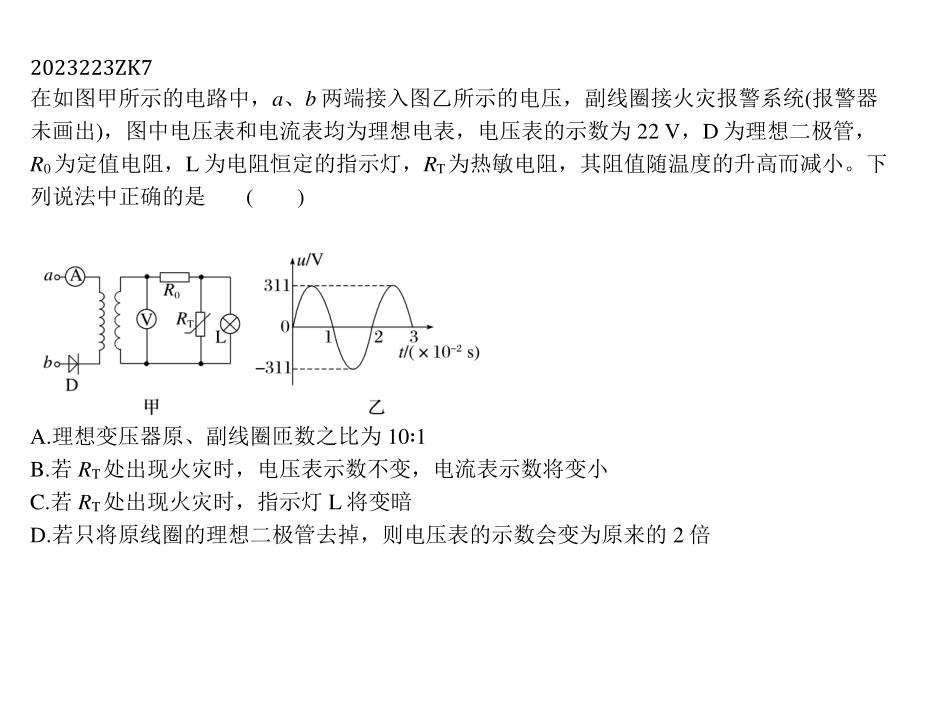 2023223ZK7
在如图甲所示的电路中，a、b 两端接入图乙所示的电压，副线圈接火灾报警系统(报警器
未画出)，图中电压表和电流表均为理想电表，电压表的示数为 22 V，D 为理想二极管，
R0为定值电阻，L 为电阻恒定的指示灯，RT为热敏电阻，其阻值随温度的升高而减小。下
列说法中正确的是 ( )
a A
R0
V
RT
L
b
D
甲
u/V
311
0
1 2 3
t/( × 10⁻² s)
−311
乙
A.理想变压器原、副线圈匝数之比为 10∶1
B.若 RT处出现火灾时，电压表示数不变，电流表示数将变小
C.若 RT处出现火灾时，指示灯 L 将变暗
D.若只将原线圈的理想二极管去掉，则电压表的示数会变为原来的 2 倍